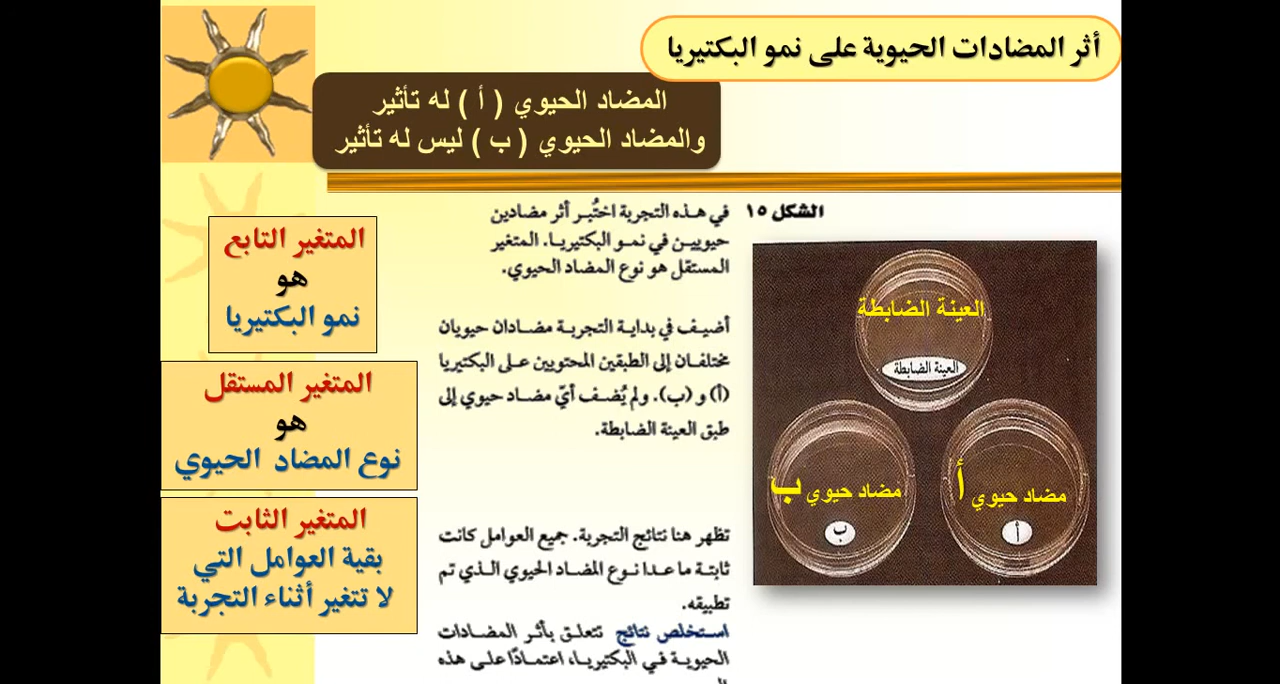 أثر المضادات الحيوية على نمو البكتيريا
المضاد الحيوي ( أ ) له تأثير
والمضاد الحيوي ( ب ) ليس له تأثير
الشكل ١٥
في هذه التجربة اختُبر أثر مضادين
حيويين في نمو البكتيريا. المتغير
المستقل هو نوع المضاد الحيوي.
أضيف في بداية التجربة مضادان حيويان
مختلفان إلى الطبقين المحتويين على البكتيريا
(أ) و (ب). ولم يُضف أيّ مضاد حيوي إلى
طبق العينة الضابطة.
تظهر هنا نتائج التجربة. جميع العوامل كانت
ثابتة ما عدا نوع المضاد الحيوي الذي تم
تطبيقه.
استخلص نتائج تتعلق بأثر المضادات
الحيوية في البكتيريا، اعتمادًا على هذه
العينة الضابطة
العينة الضابطة
مضاد حيوي أ
أ
مضاد حيوي ب
ب
المتغير التابع
هو
نمو البكتيريا
المتغير المستقل
هو
نوع المضاد الحيوي
المتغير الثابت
بقية العوامل التي
لا تتغير أثناء التجربة